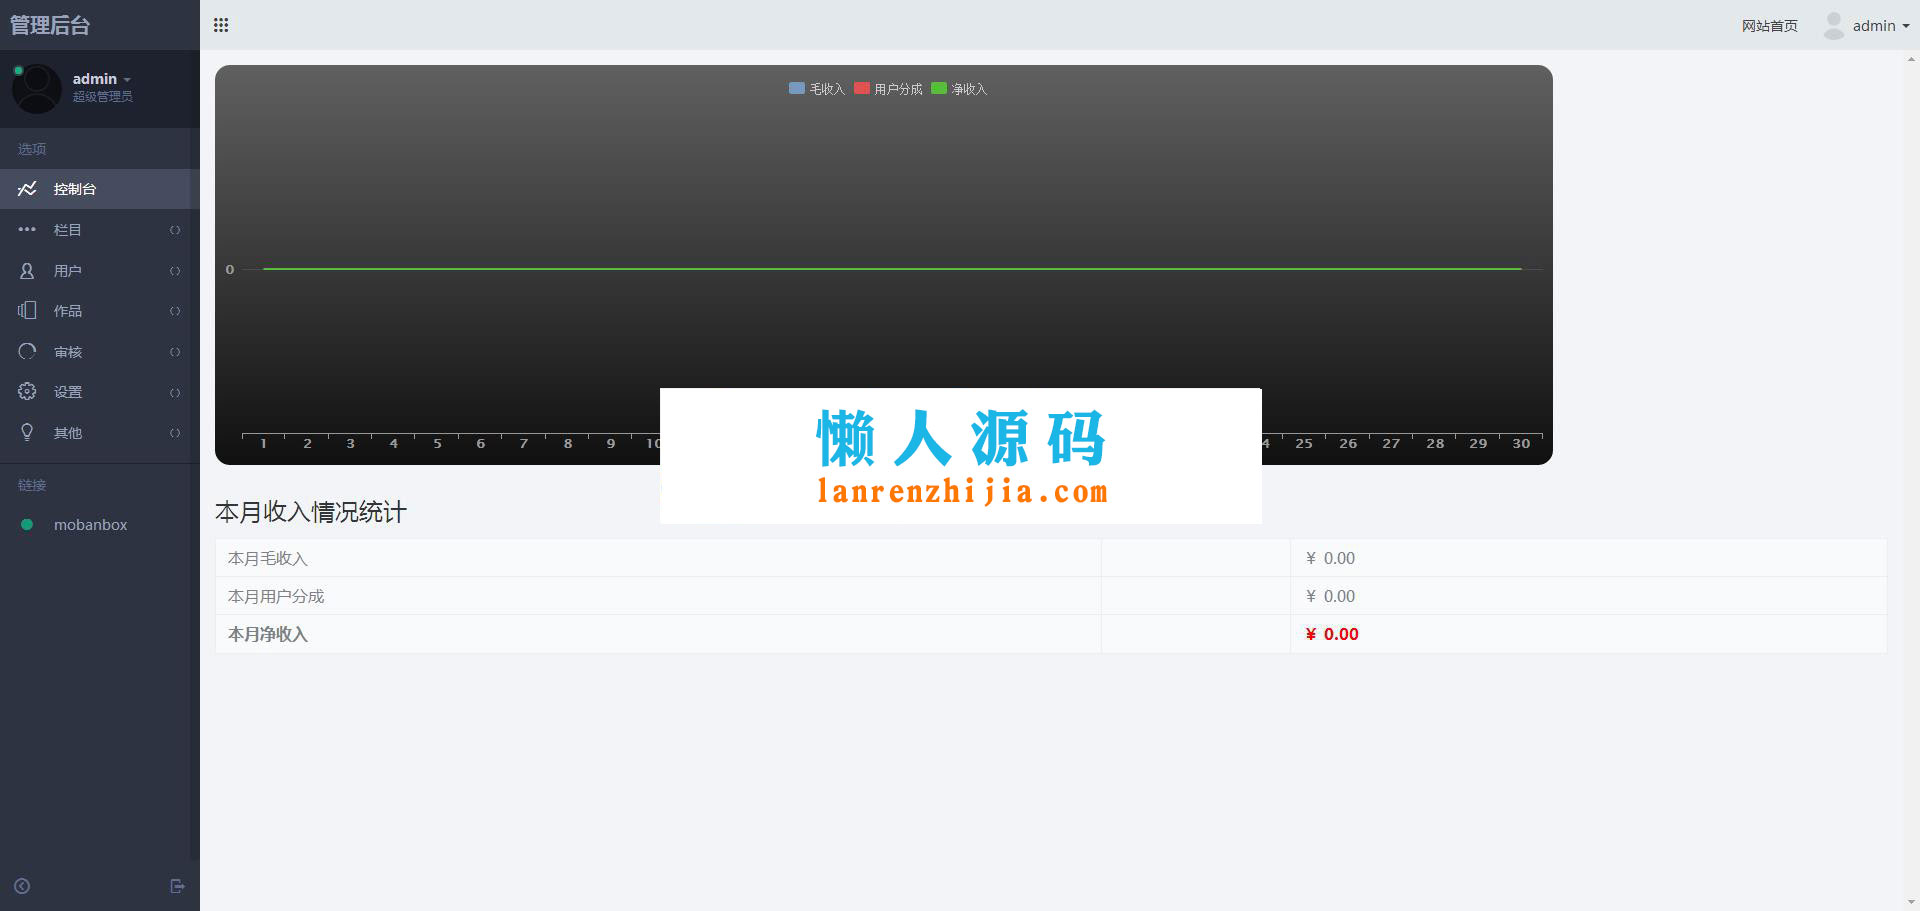 管理后台
网站首页 admin
admin
超级管理员
选项
控制台
栏目
用户
作品
审核
设置
其他
链接
mobanbox
毛收入 用户分成 净收入
0
1 2 3 4 5 6 7 8 9 10 4 25 26 27 28 29 30
懒人源码
lanrenzhijia.com
本月收入情况统计
本月毛收入 ¥ 0.00
本月用户分成 ¥ 0.00
本月净收入 ¥ 0.00